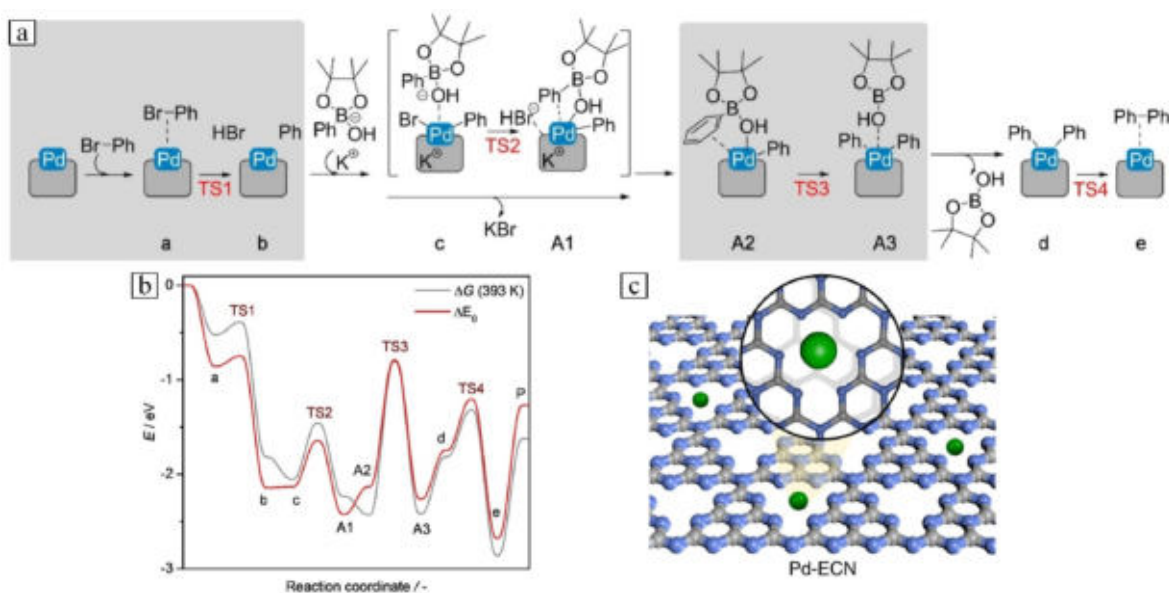 a
Ph
B
OH
⊖
Ph
B
OH
⊖
Ph
B
OH
Ph
B
OH
B
OH
Br-Ph
HBr
Ph
Br
Ph
HBr
Ph
Ph
Ph
Ph
Ph
Ph
Ph-Ph
Pd
Br-Ph
Pd
TS1
Pd
K⊕
Pd
K⊕
TS2
Pd
K⊕
Pd
TS3
Pd
B
OH
Pd
TS4
Pd
KBr
a
b
c
A1
A2
A3
d
e
b
0
-1
-2
-3
E / eV
ΔG (393 K)
ΔE₀
TS1
TS2
TS3
TS4
a
b
c
A1
A2
A3
d
e
P
Reaction coordinate / -
c
Pd-ECN